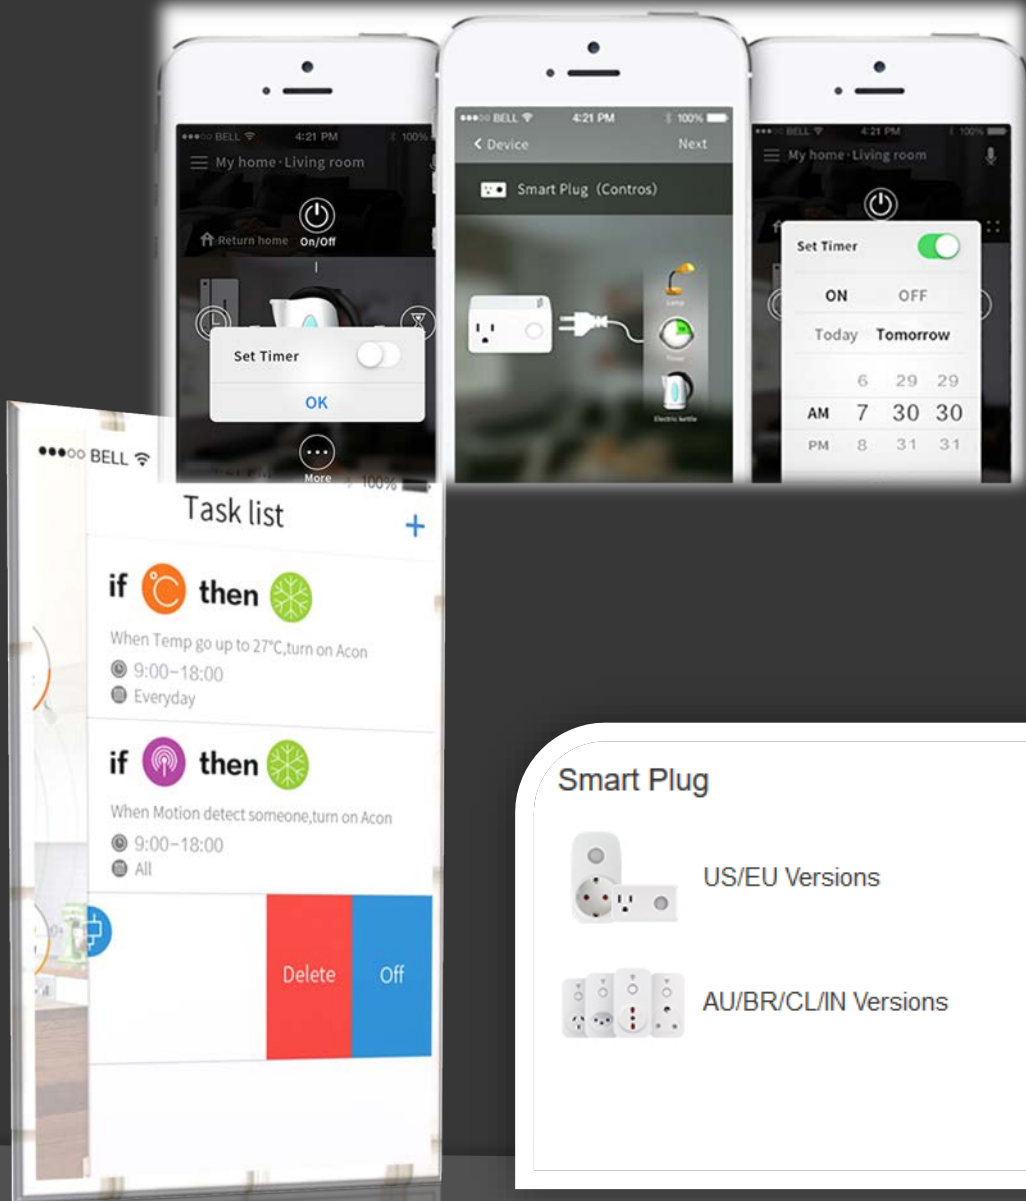 BELL 4:21 PM 100%
My home·Living room
Return home
On/Off
Set Timer
OK
More
BELL 4:21 PM 100%
Device Next
Smart Plug (Contros)
Lamp
Timer
Electric kettle
BELL 4:21 PM 100%
My home·Living room
Set Timer
ON OFF
Today Tomorrow
6 29 29
AM 7 30 30
PM 8 31 31
BELL
100%
Task list +
if °C then
When Temp go up to 27°C,turn on Acon
9:00-18:00
Everyday
if then
When Motion detect someone,turn on Acon
9:00-18:00
All
Delete Off
Smart Plug
US/EU Versions
AU/BR/CL/IN Versions